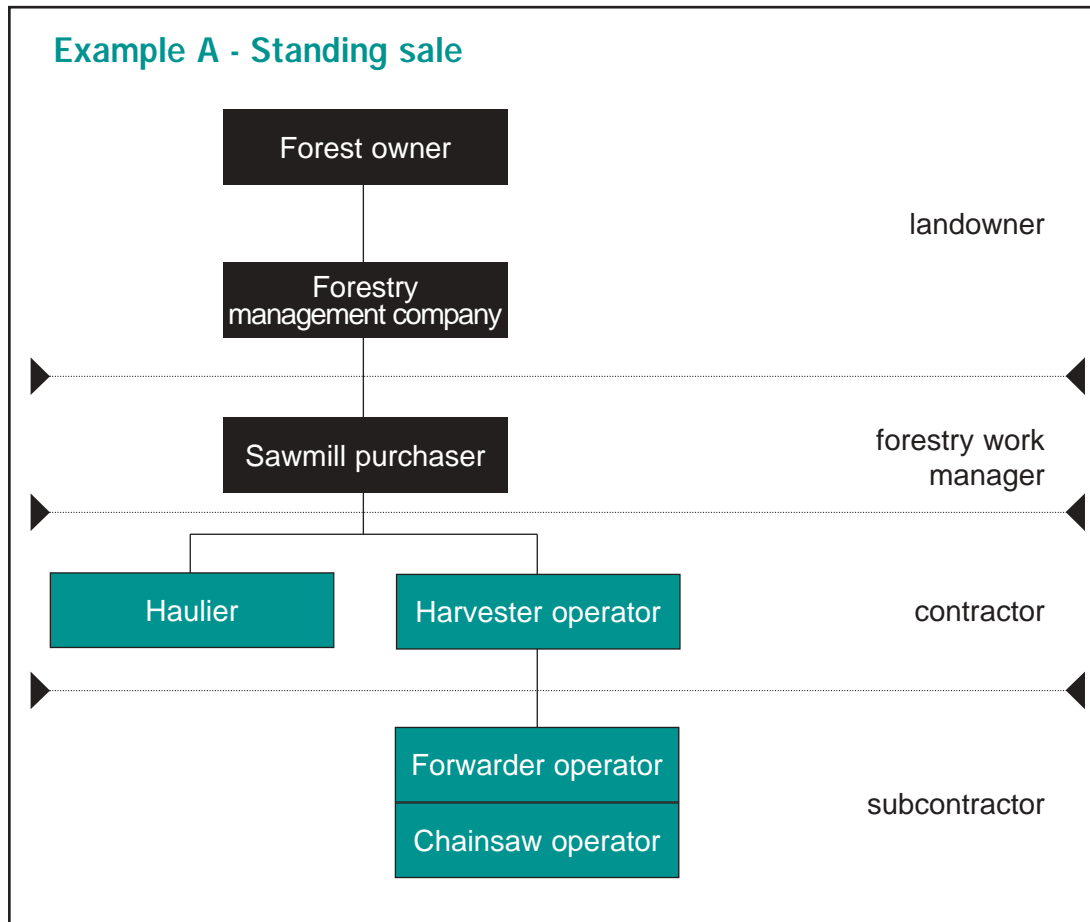 Example A - Standing sale
Forest owner
landowner
Forestry
management company
Sawmill purchaser
forestry work
manager
Haulier
Harvester operator
contractor
Forwarder operator
Chainsaw operator
subcontractor